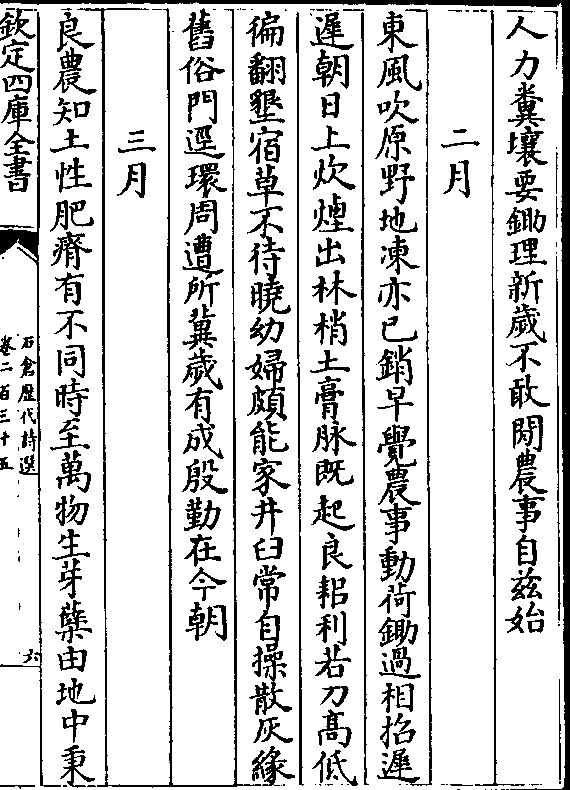 人力糞壤要鋤理新歲不敢閑農事自兹始
二月
東風吹原野地凍亦已銷早覺農事動荷鋤過相招遲
遲朝日上炊煙出林梢土膏脉既起良耜利若刀髙低
徧翻墾宿草不待曉幼婦頗能家井臼常自操散灰緣
舊俗門逕環周遭所冀歲有成殷勤在今朝
三月
良農知土性肥瘠有不同時至萬物生芽蘖由地中秉
欽定四庫全書
石倉歷代詩選
卷二百三十五
六